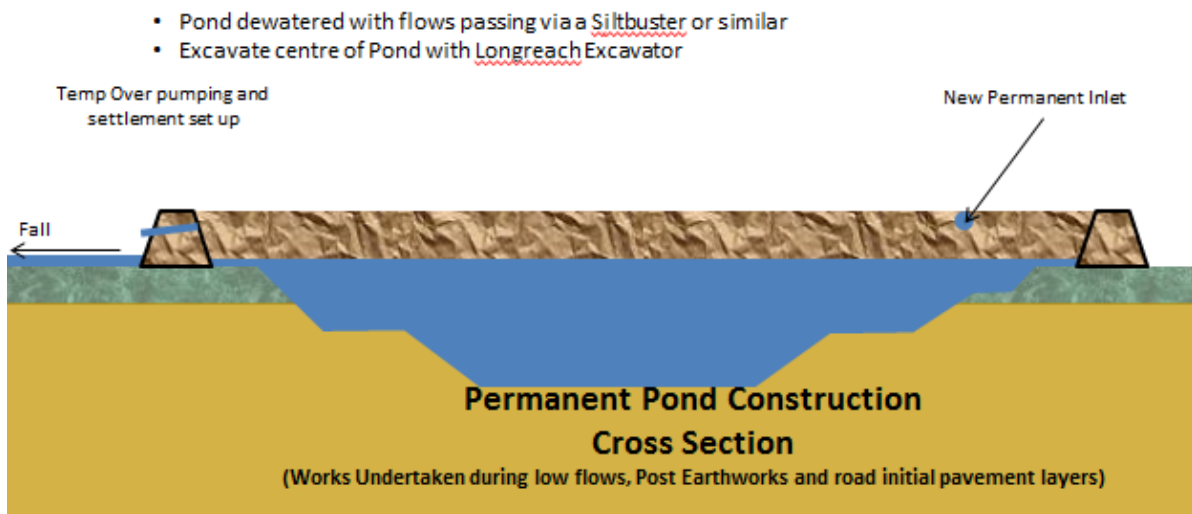 • Pond dewatered with flows passing via a Siltbuster or similar
• Excavate centre of Pond with Longreach Excavator
Temp Over pumping and
settlement set up
New Permanent Inlet
Fall
Permanent Pond Construction
Cross Section
(Works Undertaken during low flows, Post Earthworks and road initial pavement layers)